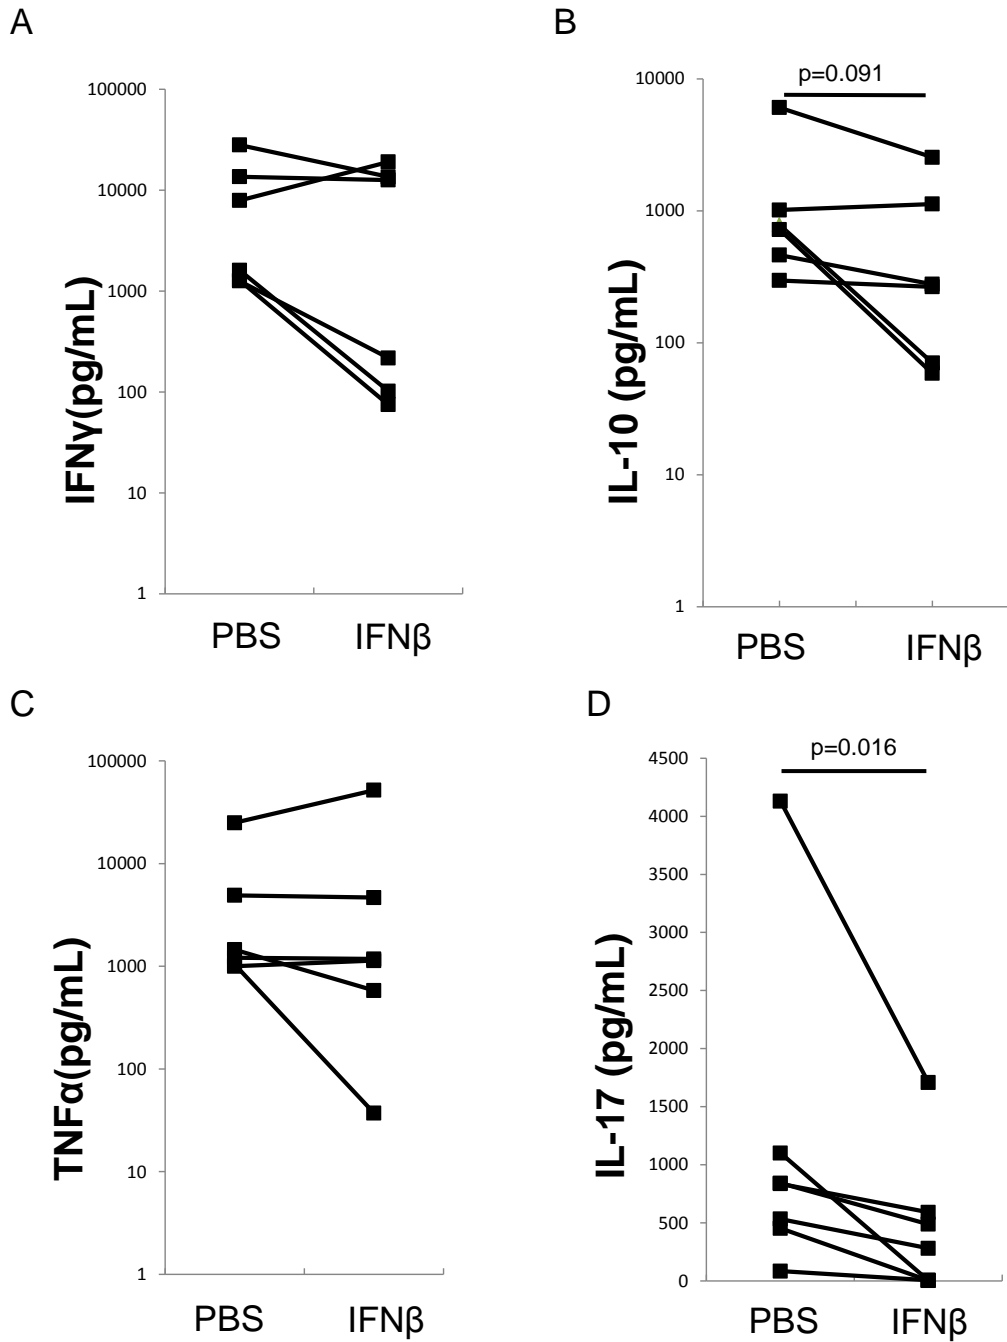 A
100000
10000
1000
100
10
1
IFNγ(pg/mL)
PBS IFNβ
B
p=0.091
10000
1000
100
10
1
IL-10 (pg/mL)
PBS IFNβ
C
100000
10000
1000
100
10
1
TNFα(pg/mL)
PBS IFNβ
D
p=0.016
4500
4000
3500
3000
2500
2000
1500
1000
500
0
IL-17 (pg/mL)
PBS IFNβ